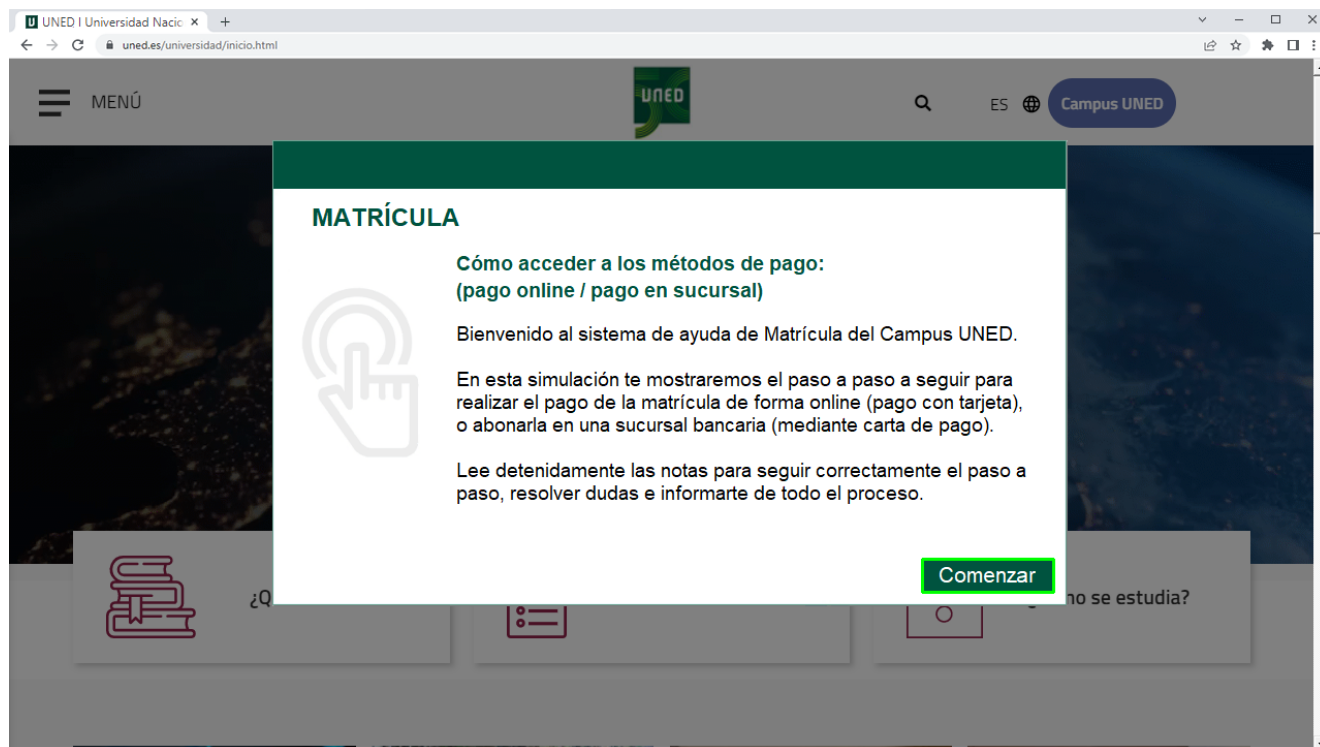 UNED I Universidad Nacio
uned.es/universidad/inicio.html
MENÚ
UNED
ES
Campus UNED
MATRÍCULA
Cómo acceder a los métodos de pago:
(pago online / pago en sucursal)
Bienvenido al sistema de ayuda de Matrícula del Campus UNED.
En esta simulación te mostraremos el paso a paso a seguir para
realizar el pago de la matrícula de forma online (pago con tarjeta),
o abonarla en una sucursal bancaria (mediante carta de pago).
Lee detenidamente las notas para seguir correctamente el paso a
paso, resolver dudas e informarte de todo el proceso.
Comenzar
¿Q
no se estudia?